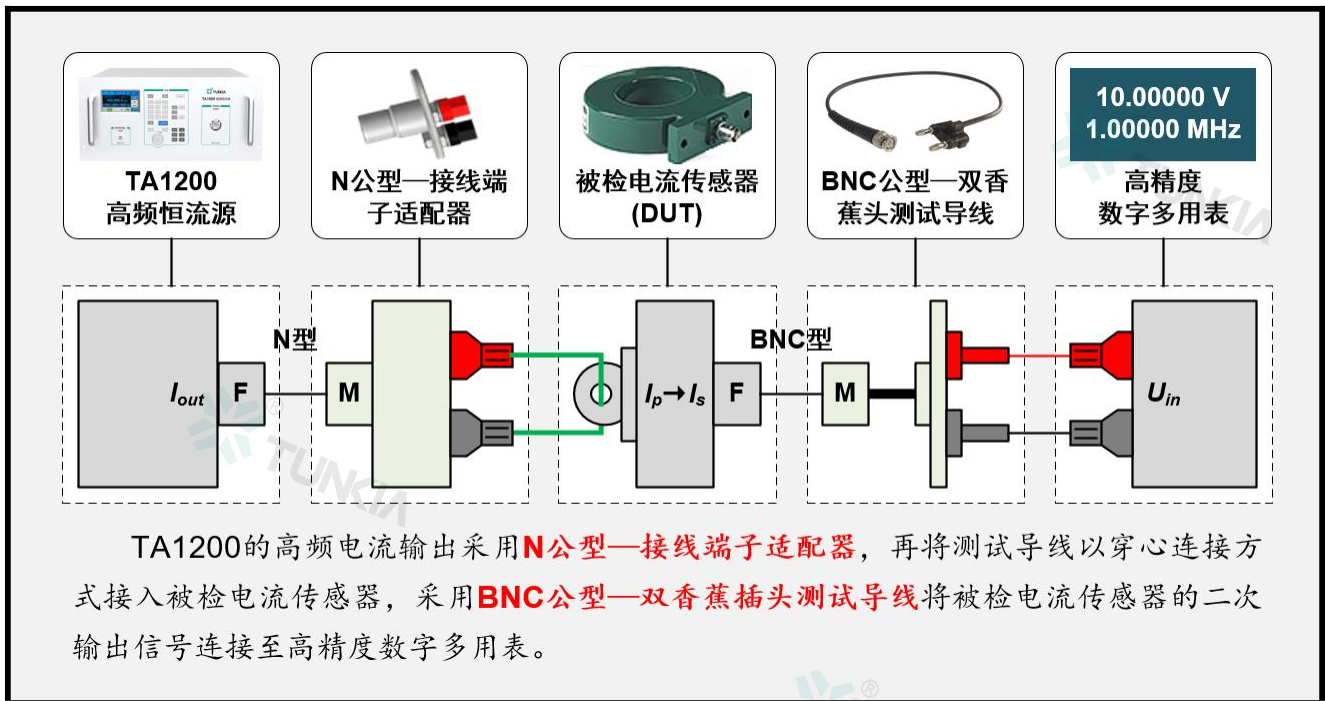 TUNKIA
TA1200
高频恒流源
N公型—接线端
子适配器
被检电流传感器
(DUT)
BNC公型—双香
蕉头测试导线
10.00000 V
1.00000 MHz
高精度
数字多用表
TUNKIA
Iout
F
N型
M
Ip→Is
F
BNC型
M
Uin
® TUNKIA
TA1200的高频电流输出采用N公型—接线端子适配器，再将测试导线以穿心连接方
式接入被检电流传感器，采用BNC公型—双香蕉插头测试导线将被检电流传感器的二次
输出信号连接至高精度数字多用表。
®